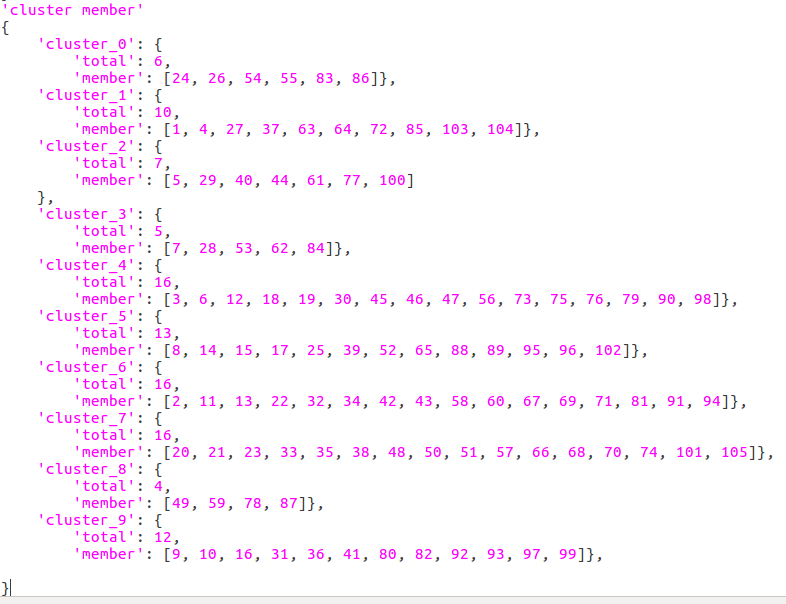 'cluster member'
{
    'cluster_0': {
        'total': 6,
        'member': [24, 26, 54, 55, 83, 86]},
    'cluster_1': {
        'total': 10,
        'member': [1, 4, 27, 37, 63, 64, 72, 85, 103, 104]},
    'cluster_2': {
        'total': 7,
        'member': [5, 29, 40, 44, 61, 77, 100]
    },
    'cluster_3': {
        'total': 5,
        'member': [7, 28, 53, 62, 84]},
    'cluster_4': {
        'total': 16,
        'member': [3, 6, 12, 18, 19, 30, 45, 46, 47, 56, 73, 75, 76, 79, 90, 98]},
    'cluster_5': {
        'total': 13,
        'member': [8, 14, 15, 17, 25, 39, 52, 65, 88, 89, 95, 96, 102]},
    'cluster_6': {
        'total': 16,
        'member': [2, 11, 13, 22, 32, 34, 42, 43, 58, 60, 67, 69, 71, 81, 91, 94]},
    'cluster_7': {
        'total': 16,
        'member': [20, 21, 23, 33, 35, 38, 48, 50, 51, 57, 66, 68, 70, 74, 101, 105]},
    'cluster_8': {
        'total': 4,
        'member': [49, 59, 78, 87]},
    'cluster_9': {
        'total': 12,
        'member': [9, 10, 16, 31, 36, 41, 80, 82, 92, 93, 97, 99]},
}